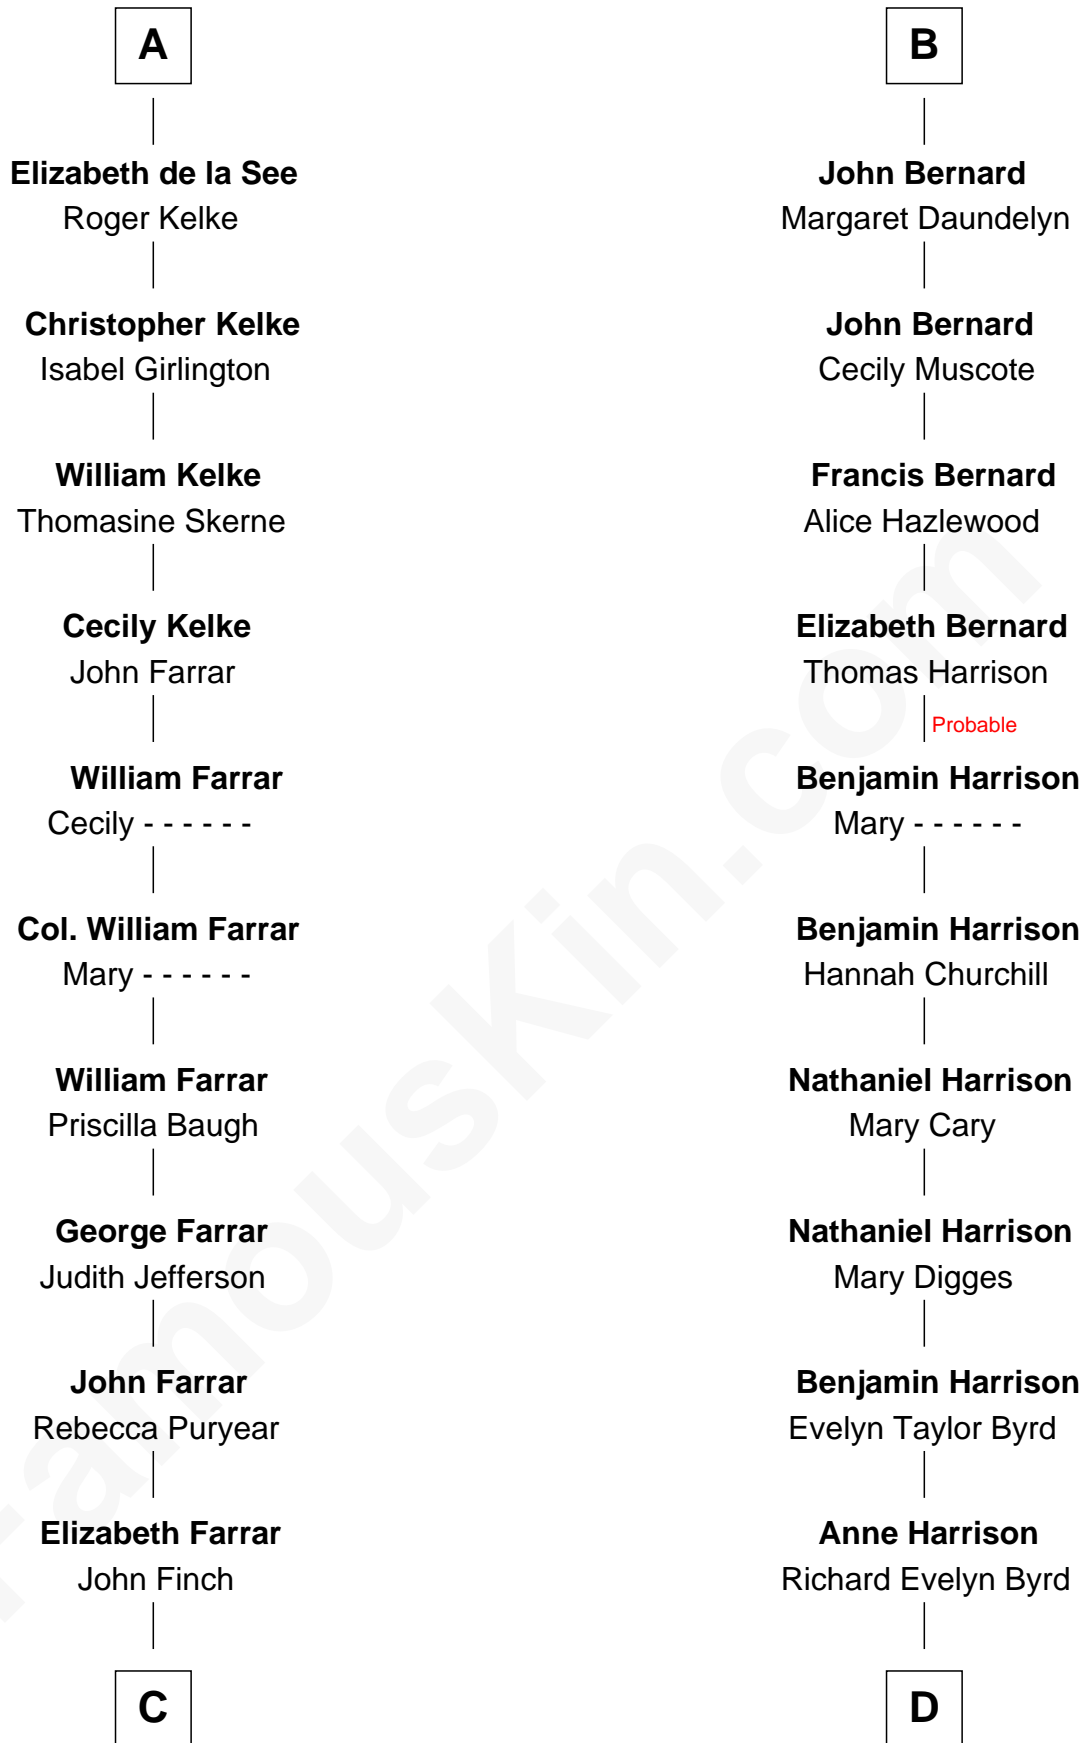 A
Elizabeth de la See
Roger Kelke
Christopher Kelke
Isabel Girlington
William Kelke
Thomasine Skerne
Cecily Kelke
John Farrar
William Farrar
Cecily - - - - - -
Col. William Farrar
Mary - - - - - -
William Farrar
Priscilla Baugh
George Farrar
Judith Jefferson
John Farrar
Rebecca Puryear
Elizabeth Farrar
John Finch
C
B
John Bernard
Margaret Daundelyn
John Bernard
Cecily Muscote
Francis Bernard
Alice Hazlewood
Elizabeth Bernard
Thomas Harrison
Probable
Benjamin Harrison
Mary - - - - - -
Benjamin Harrison
Hannah Churchill
Nathaniel Harrison
Mary Cary
Nathaniel Harrison
Mary Digges
Benjamin Harrison
Evelyn Taylor Byrd
Anne Harrison
Richard Evelyn Byrd
D
FamousKin.com